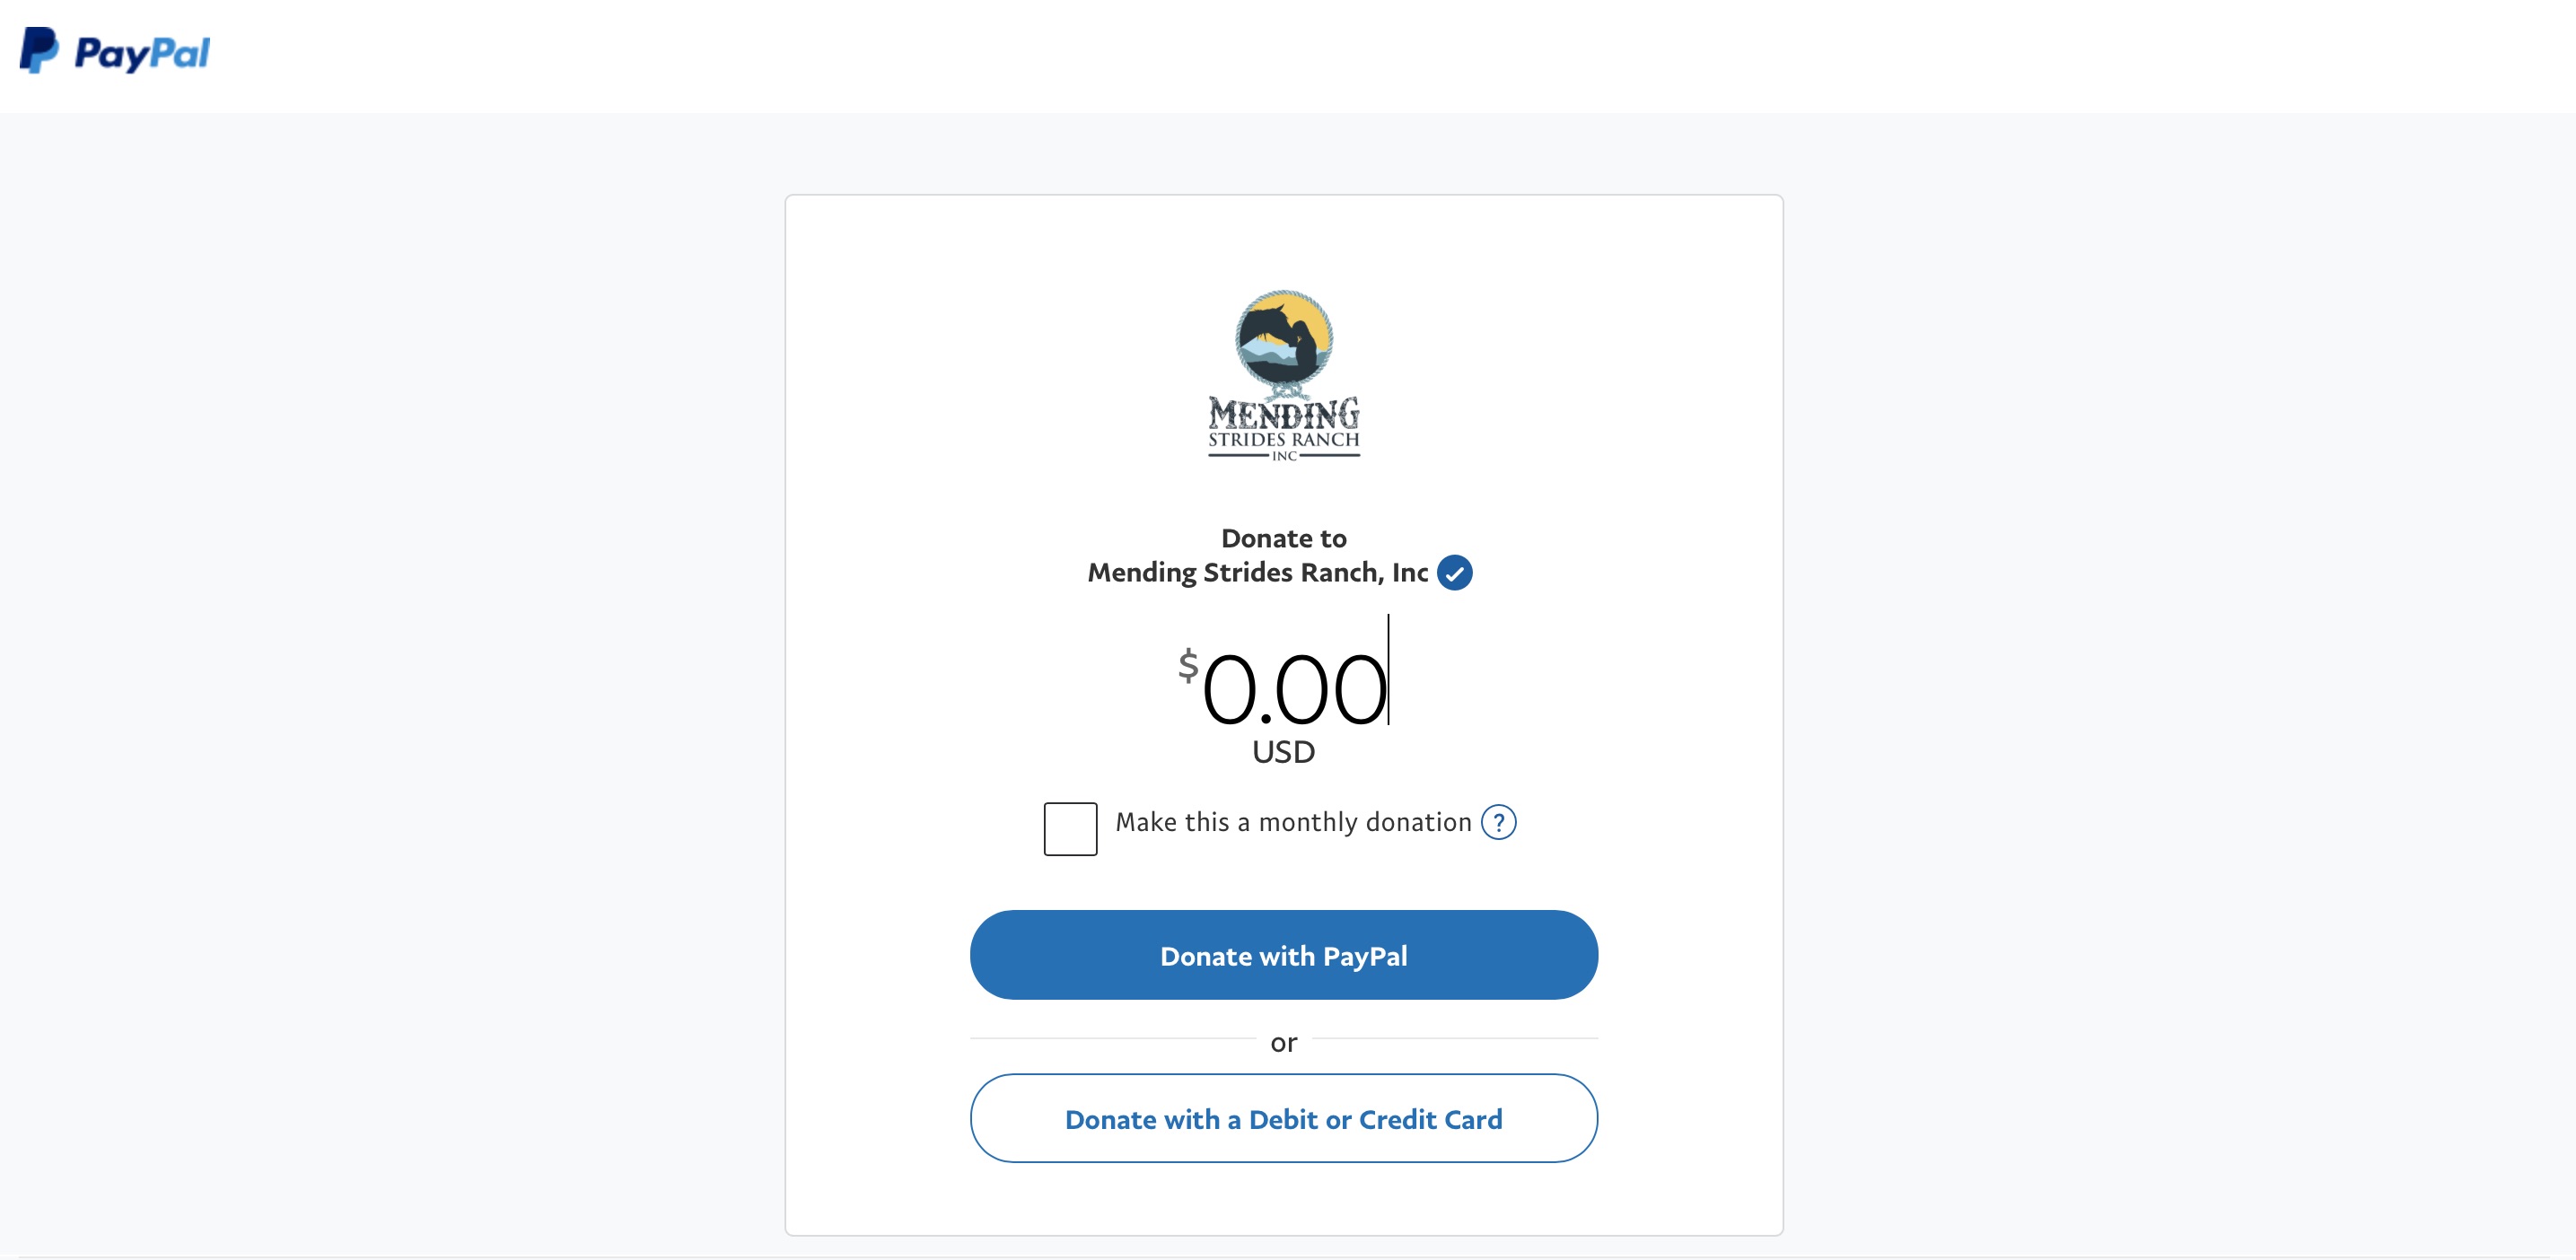 PayPal
MENDING
STRIDES RANCH
INC
Donate to
Mending Strides Ranch, Inc
$0.00
USD
Make this a monthly donation ?
Donate with PayPal
or
Donate with a Debit or Credit Card